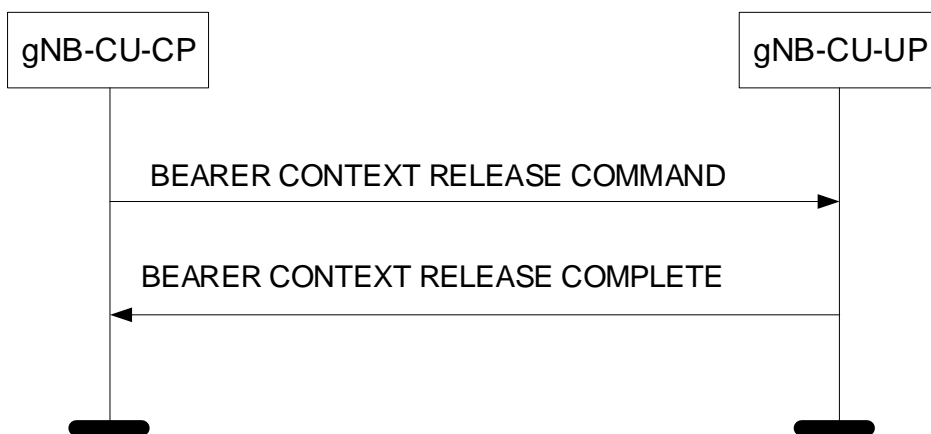 gNB-CU-CP
gNB-CU-UP
BEARER CONTEXT RELEASE COMMAND
BEARER CONTEXT RELEASE COMPLETE